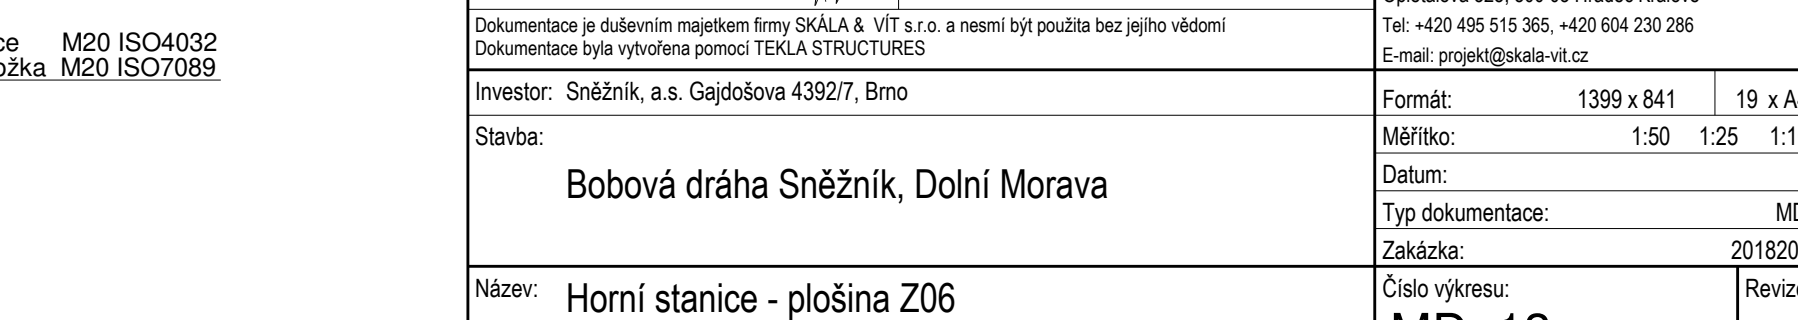 M20 ISO4032
M20 ISO7089
Dokumentace je duševním majetkem firmy SKÁLA & VÍT s.r.o. a nesmí být použita bez jejího vědomí
Dokumentace byla vytvořena pomocí TEKLA STRUCTURES
Tel: +420 495 515 365, +420 604 230 286
E-mail: projekt@skala-vit.cz
Investor: Sněžník, a.s. Gajdošova 4392/7, Brno
Formát: 1399 x 841 19 x
Stavba:
Měřítko: 1:50 1:25
Bobová dráha Sněžník, Dolní Morava
Datum:
Typ dokumentace:
Zakázka: 201820
Název: Horní stanice - plošina Z06
Číslo výkresu: